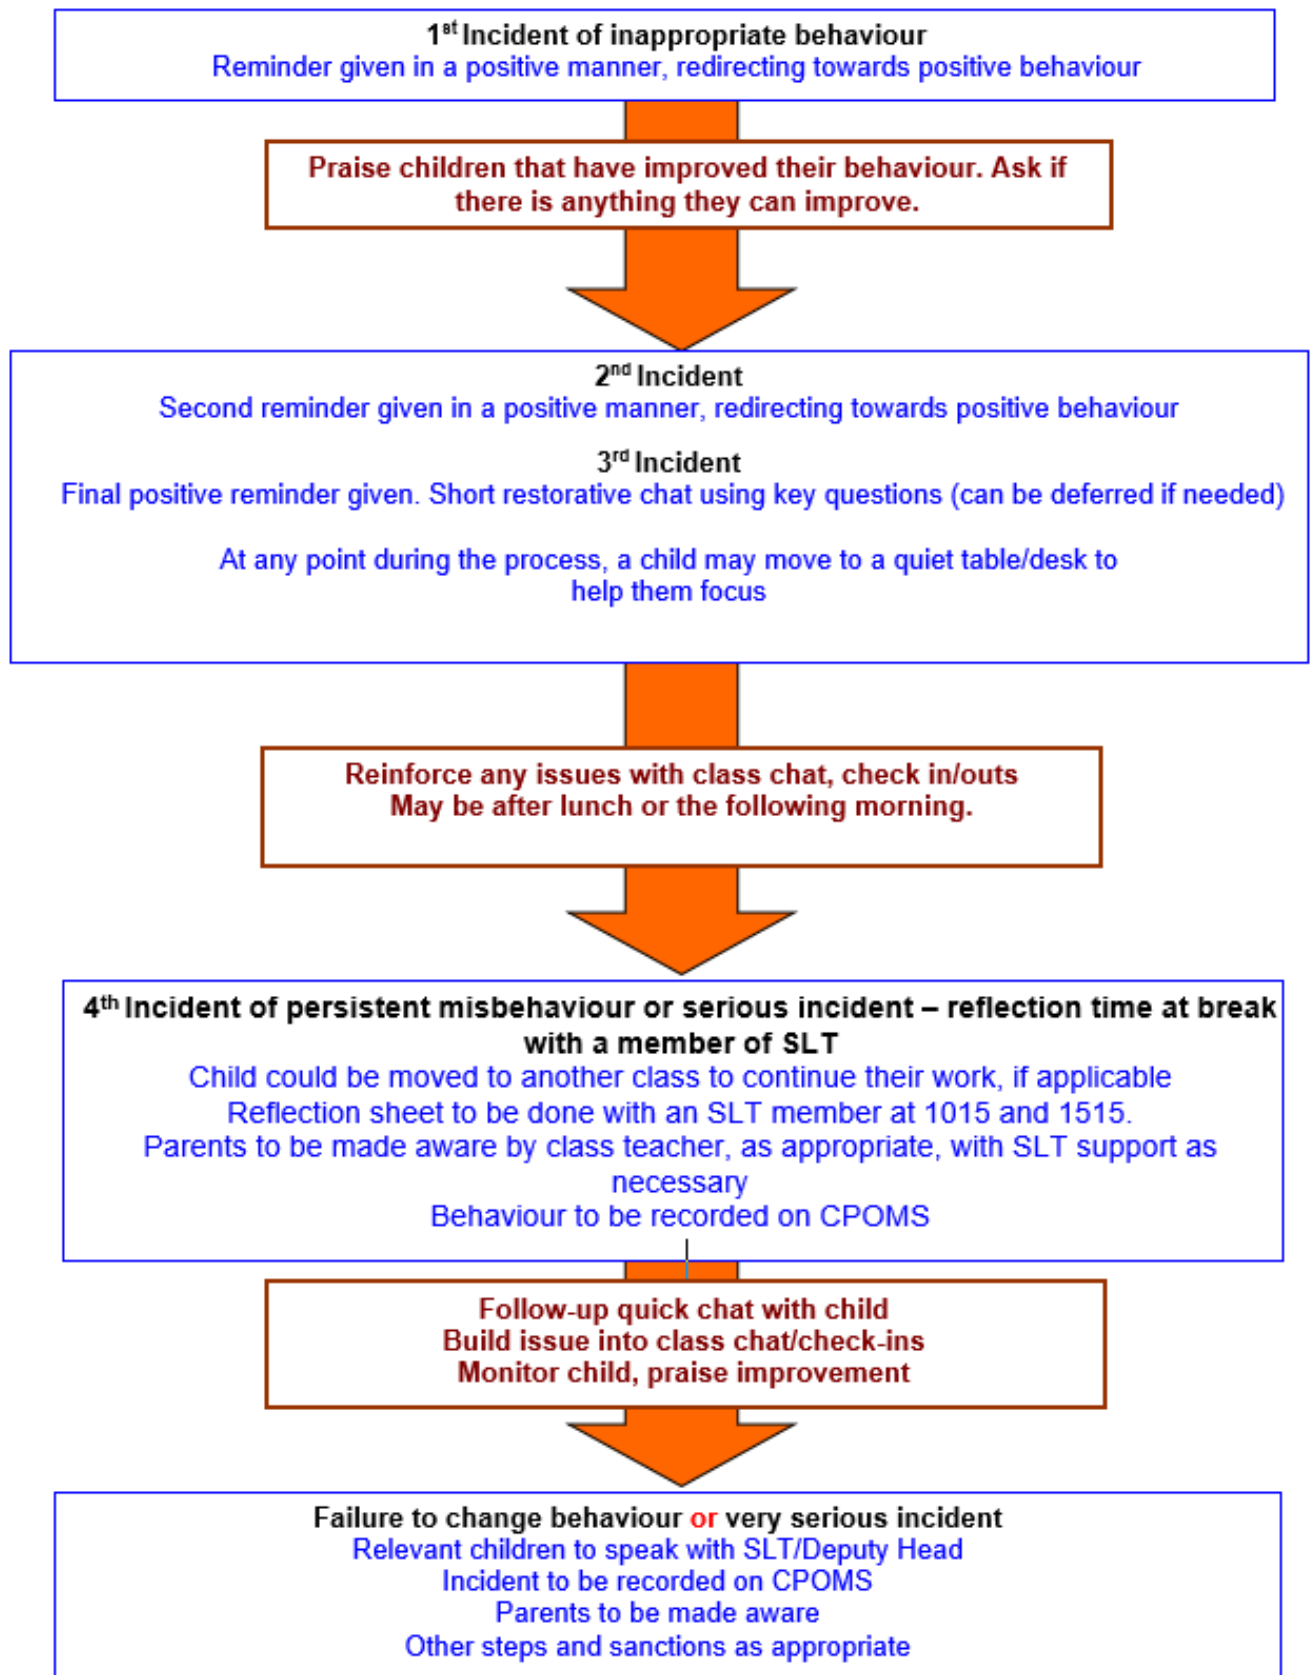 1st Incident of inappropriate behaviour
Reminder given in a positive manner, redirecting towards positive behaviour
Praise children that have improved their behaviour. Ask if
there is anything they can improve.
2nd Incident
Second reminder given in a positive manner, redirecting towards positive behaviour
3rd Incident
Final positive reminder given. Short restorative chat using key questions (can be deferred if needed)
At any point during the process, a child may move to a quiet table/desk to
help them focus
Reinforce any issues with class chat, check in/outs
May be after lunch or the following morning.
4th Incident of persistent misbehaviour or serious incident – reflection time at break
with a member of SLT
Child could be moved to another class to continue their work, if applicable
Reflection sheet to be done with an SLT member at 1015 and 1515.
Parents to be made aware by class teacher, as appropriate, with SLT support as
necessary
Behaviour to be recorded on CPOMS
Follow-up quick chat with child
Build issue into class chat/check-ins
Monitor child, praise improvement
Failure to change behaviour or very serious incident
Relevant children to speak with SLT/Deputy Head
Incident to be recorded on CPOMS
Parents to be made aware
Other steps and sanctions as appropriate